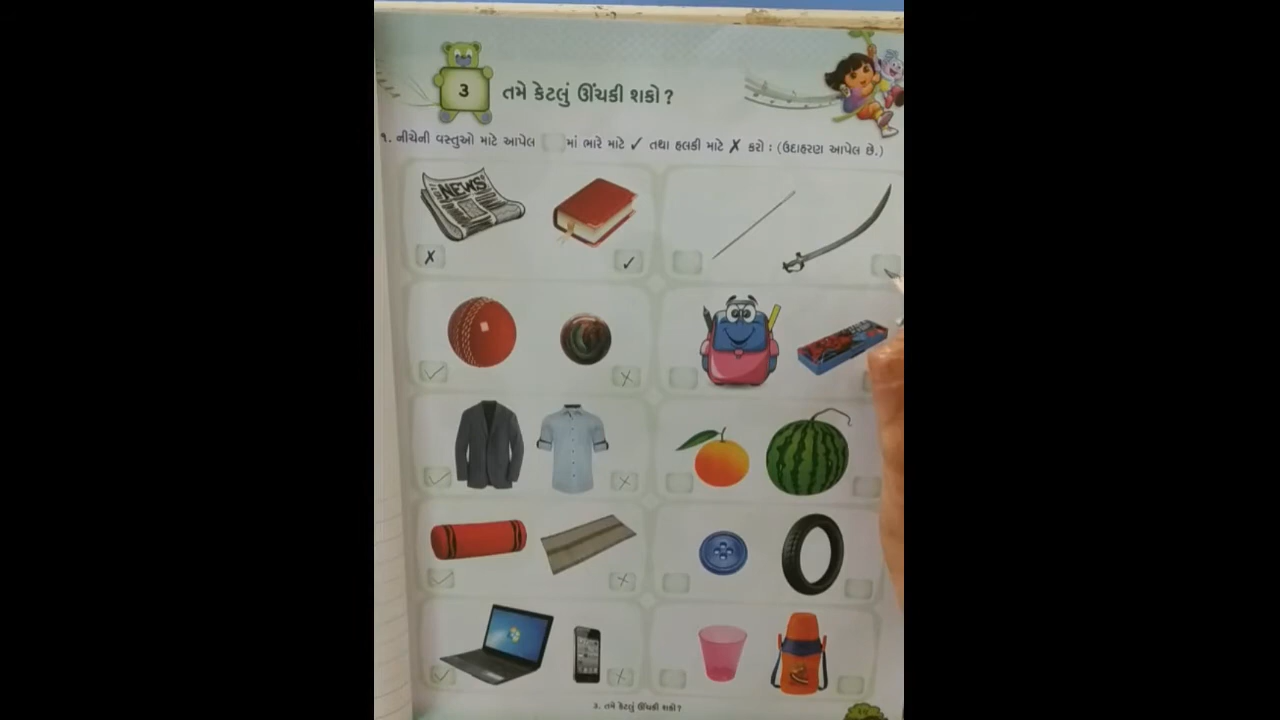 ૩
તમે કેટલું ઊંચકી શકો?
૧. નીચેની વસ્તુઓ માટે આપેલ માં ભારે માટે ✓ તથા હલકી માટે ✗ કરો : (ઉદાહરણ આપેલ છે.)
NEWS
✗ ✓
✓ ✗
✓ ✗
✓ ✗
✓ ✗
૩. તમે કેટલું ઊંચકી શકો?